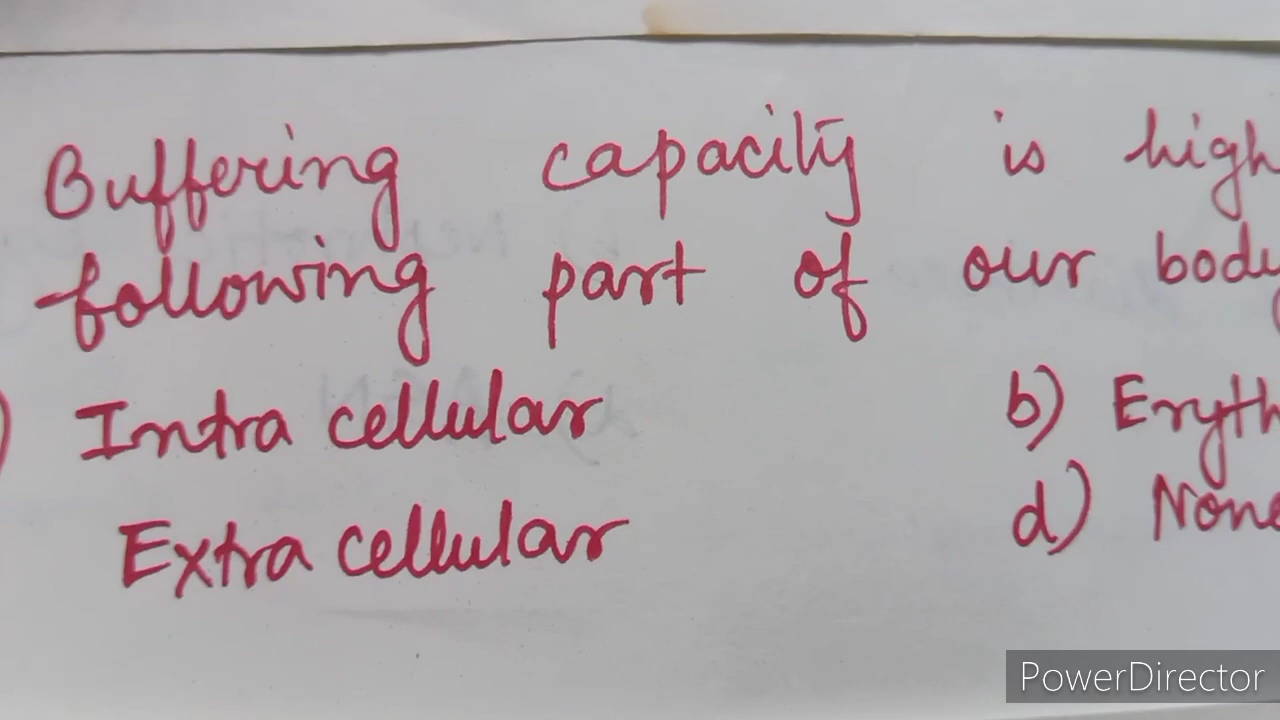 Buffering capacity is high
following part of our body
) Intra cellular b) Eryth
Extra cellular d) None
PowerDirector